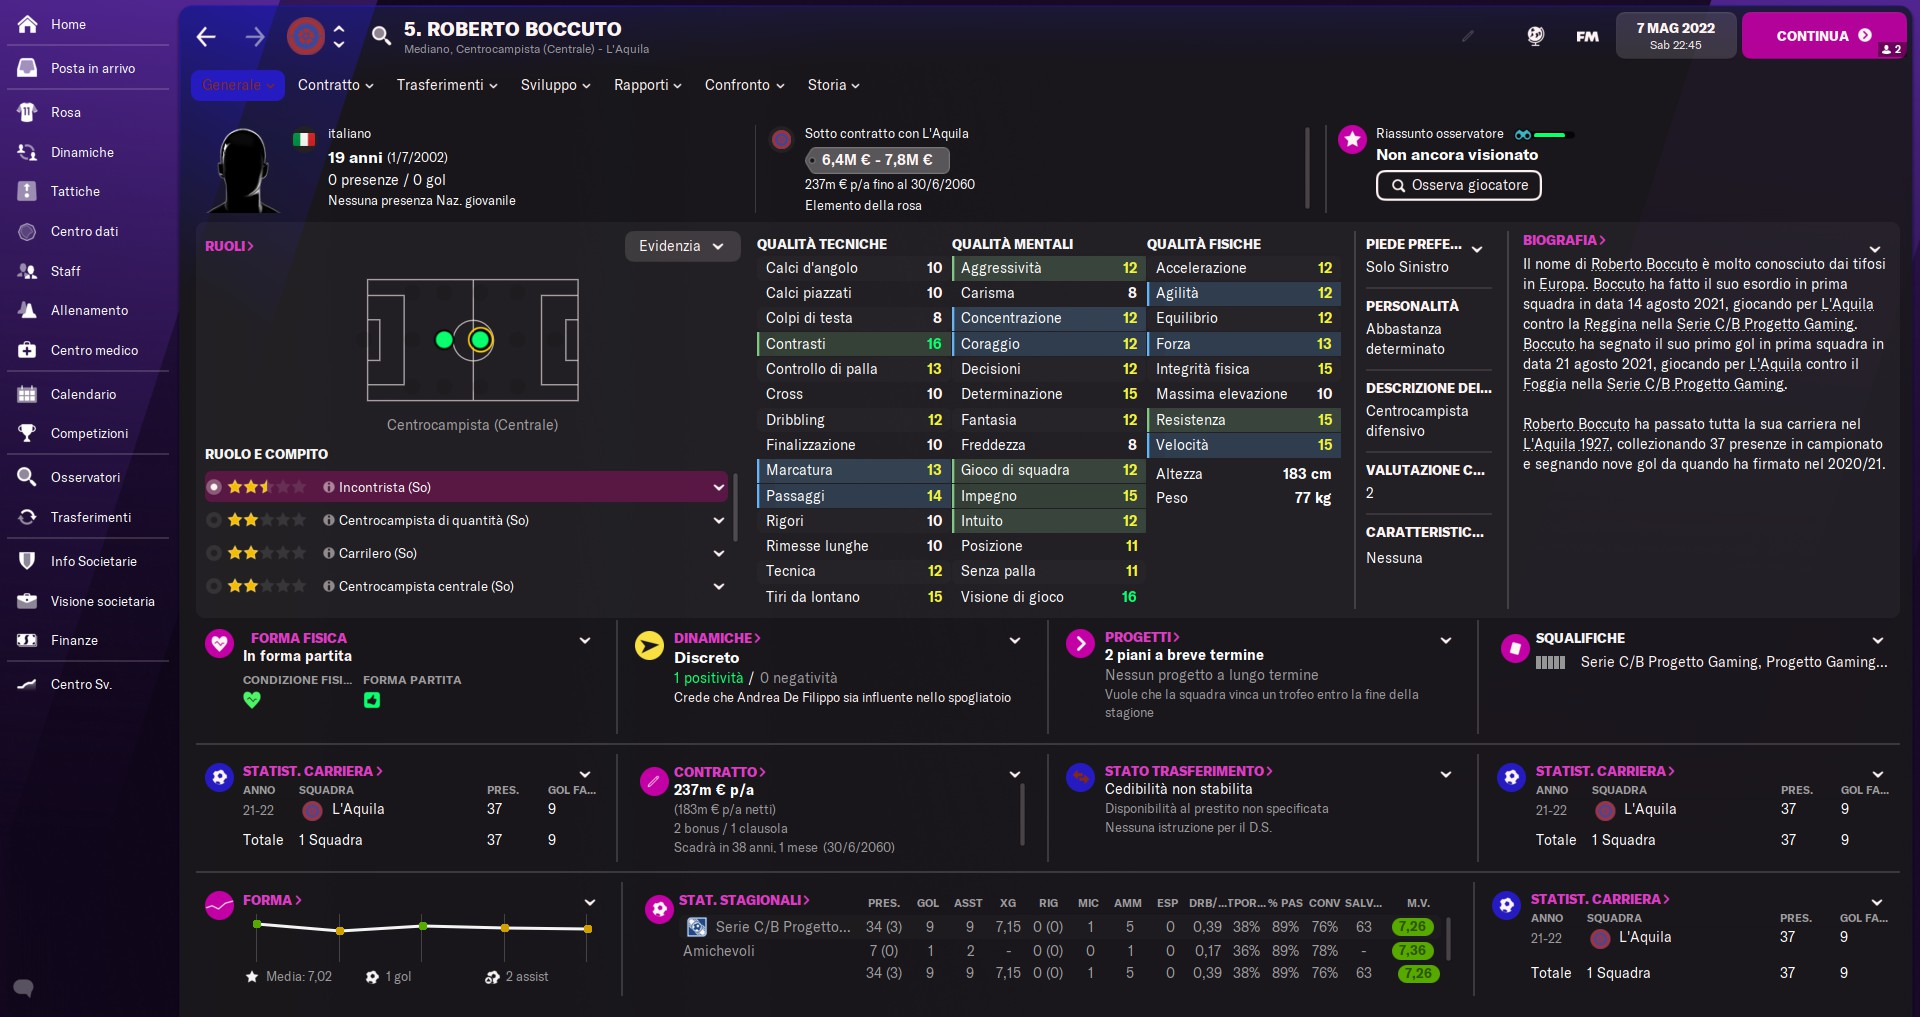 Home
Posta in arrivo
Rosa
Dinamiche
Tattiche
Centro dati
Staff
Allenamento
Centro medico
Calendario
Competizioni
Osservatori
Trasferimenti
Info Societarie
Visione societaria
Finanze
Centro Sv.
5. ROBERTO BOCCUTO
Mediano, Centrocampista (Centrale) - L'Aquila
FM
7 MAG 2022
Sab 22:45
CONTINUA
2
Generale
Contratto
Trasferimenti
Sviluppo
Rapporti
Confronto
Storia
italiano
19 anni (1/7/2002)
0 presenze / 0 gol
Nessuna presenza Naz. giovanile
Sotto contratto con L'Aquila
6,4M € - 7,8M €
237m € p/a fino al 30/6/2060
Elemento della rosa
Riassunto osservatore
Non ancora visionato
Osserva giocatore
RUOLI
Evidenzia
Centrocampista (Centrale)
RUOLO E COMPITO
Incontrista (So)
Centrocampista di quantità (So)
Carrilero (So)
Centrocampista centrale (So)
QUALITÀ TECNICHE
Calci d'angolo 10
Calci piazzati 10
Colpi di testa 8
Contrasti 16
Controllo di palla 13
Cross 10
Dribbling 12
Finalizzazione 10
Marcatura 13
Passaggi 14
Rigori 10
Rimesse lunghe 10
Tecnica 12
Tiri da lontano 15
QUALITÀ MENTALI
Aggressività 12
Carisma 8
Concentrazione 12
Coraggio 12
Decisioni 12
Determinazione 15
Fantasia 12
Freddezza 8
Gioco di squadra 12
Impegno 15
Intuito 12
Posizione 11
Senza palla 11
Visione di gioco 16
QUALITÀ FISICHE
Accelerazione 12
Agilità 12
Equilibrio 12
Forza 13
Integrità fisica 15
Massima elevazione 10
Resistenza 15
Velocità 15
Altezza 183 cm
Peso 77 kg
PIEDE PREFE...
Solo Sinistro
PERSONALITÀ
Abbastanza
determinato
DESCRIZIONE DEI...
Centrocampista
difensivo
VALUTAZIONE C...
2
CARATTERISTIC...
Nessuna
BIOGRAFIA
Il nome di Roberto Boccuto è molto conosciuto dai tifosi
in Europa. Boccuto ha fatto il suo esordio in prima
squadra in data 14 agosto 2021, giocando per L'Aquila
contro la Reggina nella Serie C/B Progetto Gaming.
Boccuto ha segnato il suo primo gol in prima squadra in
data 21 agosto 2021, giocando per L'Aquila contro il
Foggia nella Serie C/B Progetto Gaming.
Roberto Boccuto ha passato tutta la sua carriera nel
L'Aquila 1927, collezionando 37 presenze in campionato
e segnando nove gol da quando ha firmato nel 2020/21.
FORMA FISICA
In forma partita
CONDIZIONE FISI... FORMA PARTITA
DINAMICHE
Discreto
1 positività / 0 negatività
Crede che Andrea De Filippo sia influente nello spogliatoio
PROGETTI
2 piani a breve termine
Nessun progetto a lungo termine
Vuole che la squadra vinca un trofeo entro la fine della
stagione
SQUALIFICHE
Serie C/B Progetto Gaming, Progetto Gaming...
STATIST. CARRIERA
ANNO SQUADRA PRES. GOL FA...
21-22 L'Aquila 37 9
Totale 1 Squadra 37 9
CONTRATTO
237m € p/a
(183m € p/a netti)
2 bonus / 1 clausola
Scadrà in 38 anni, 1 mese (30/6/2060)
STATO TRASFERIMENTO
Cedibilità non stabilita
Disponibilità al prestito non specificata
Nessuna istruzione per il D.S.
STATIST. CARRIERA
ANNO SQUADRA PRES. GOL FA...
21-22 L'Aquila 37 9
Totale 1 Squadra 37 9
FORMA
Media: 7,02 1 gol 2 assist
STAT. STAGIONALI PRES. GOL ASST XG RIG MIC AMM ESP DRB/... TPOR... % PAS CONV SALV... M.V.
Serie C/B Progetto... 34 (3) 9 9 7,15 0 (0) 1 5 0 0,39 38% 89% 76% 63 7,26
Amichevoli 7 (0) 1 2 - 0 (0) 0 1 0 0,17 36% 89% 78% - 7,36
34 (3) 9 9 7,15 0 (0) 1 5 0 0,39 38% 89% 76% 63 7,26
STATIST. CARRIERA
ANNO SQUADRA PRES. GOL FA...
21-22 L'Aquila 37 9
Totale 1 Squadra 37 9